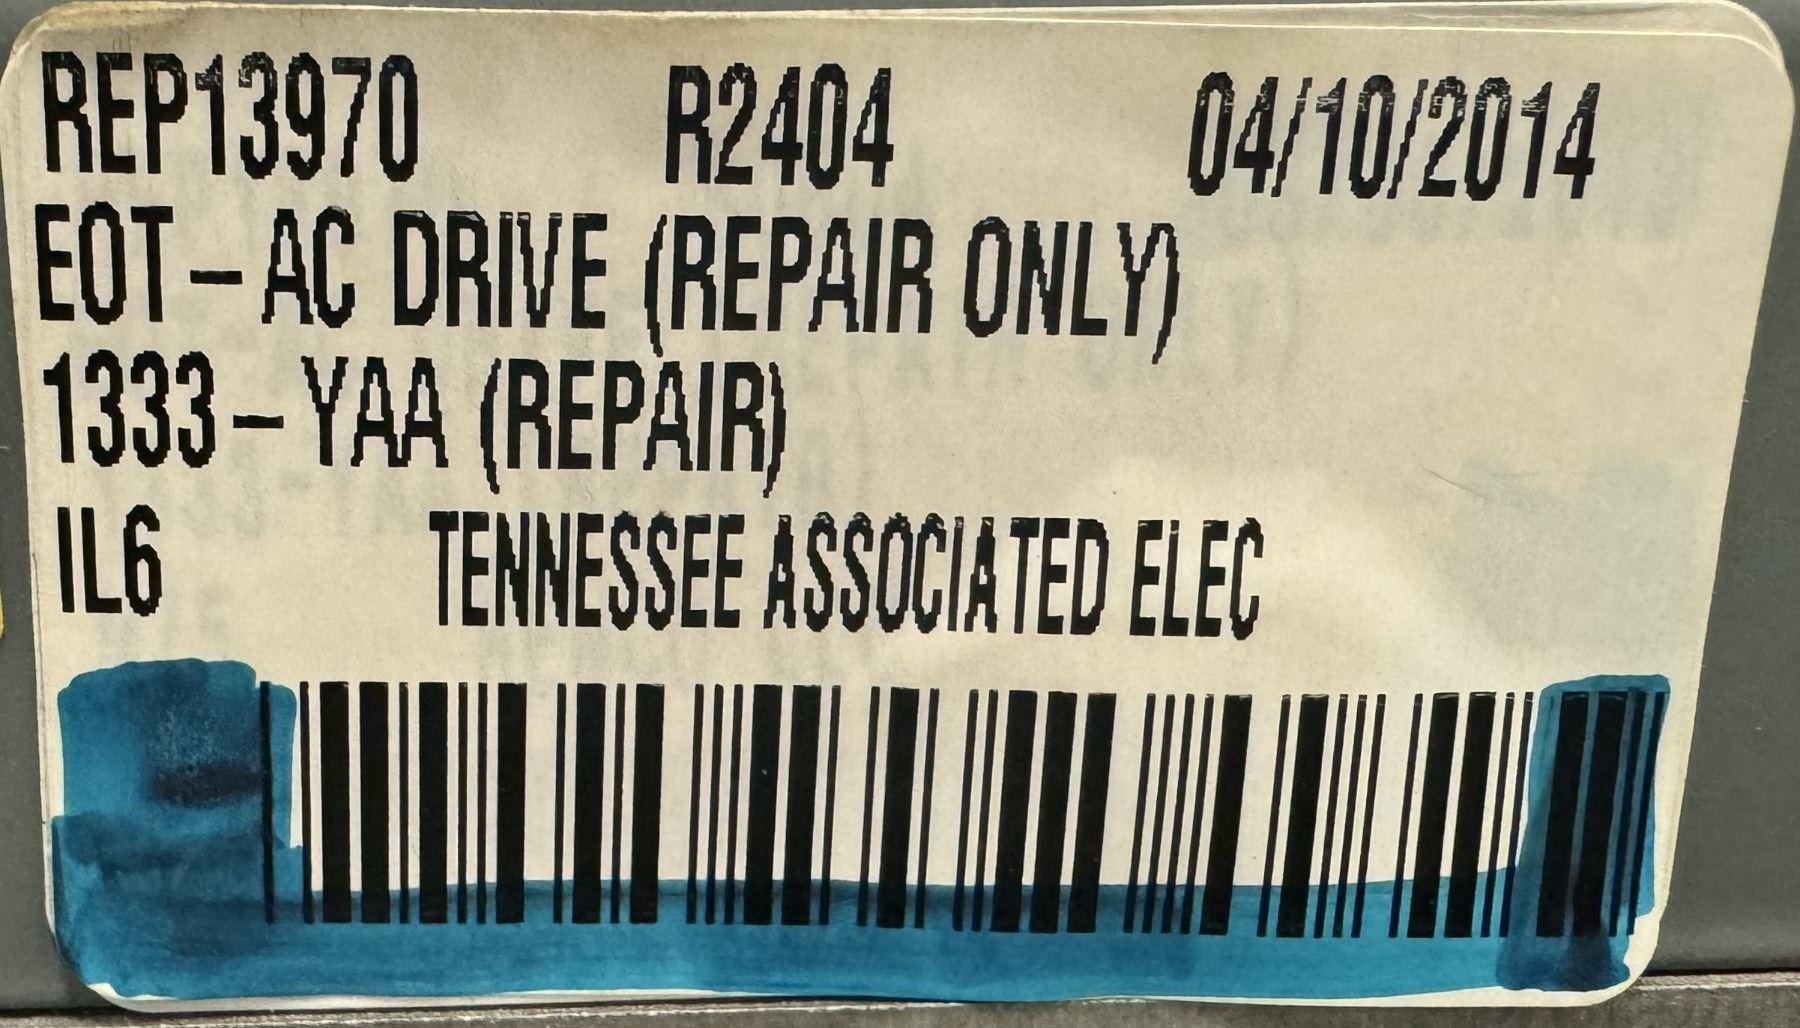 REP13970 R2404 04/10/2014
EOT-AC DRIVE (REPAIR ONLY)
1333-YAA (REPAIR)
IL6 TENNESSEE ASSOCIATED ELEC